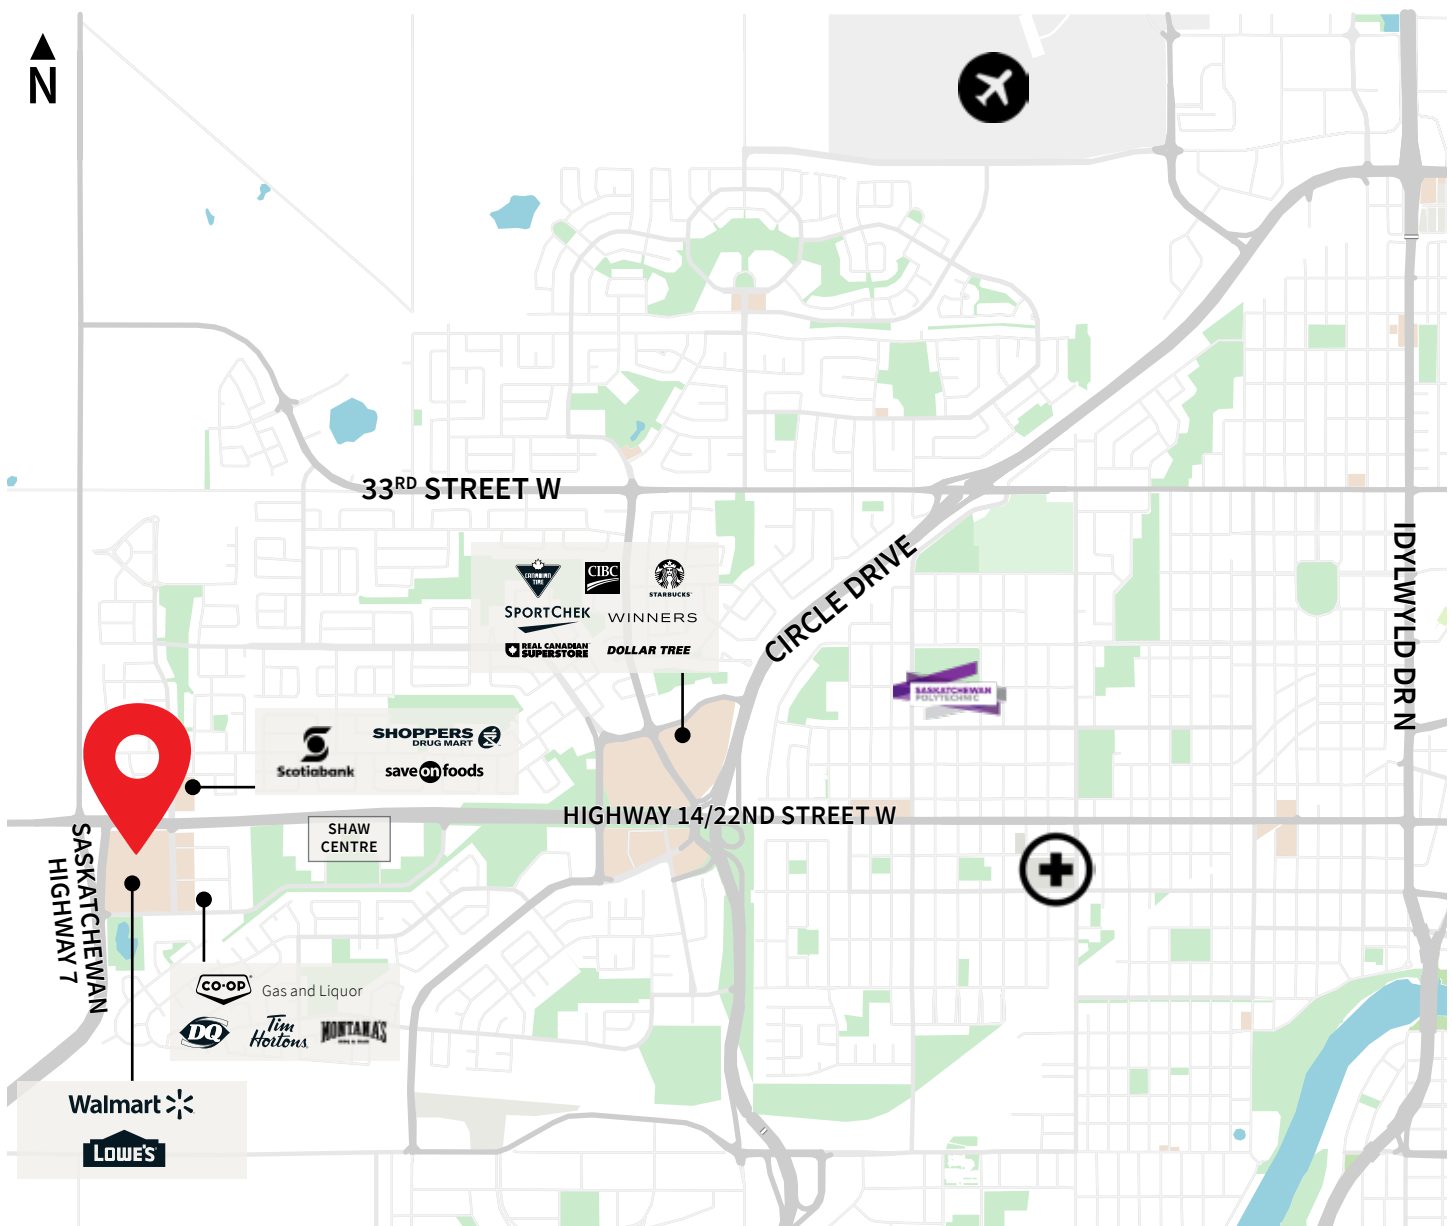 N
33RD STREET W
CANADIAN
TIRE
CIBC
STARBUCKS
SPORTCHEK
WINNERS
REAL CANADIAN
SUPERSTORE
DOLLAR TREE
CIRCLE DRIVE
IDYLWYLD DR N
SASKATCHEWAN
POLYTECHNIC
Scotiabank
SHOPPERS
DRUG MART
save on foods
HIGHWAY 14/22ND STREET W
SHAW
CENTRE
SASKATCHEWAN
HIGHWAY 7
CO-OP
Gas and Liquor
DQ
Tim
Hortons
MONTANA'S
Walmart
LOWE'S